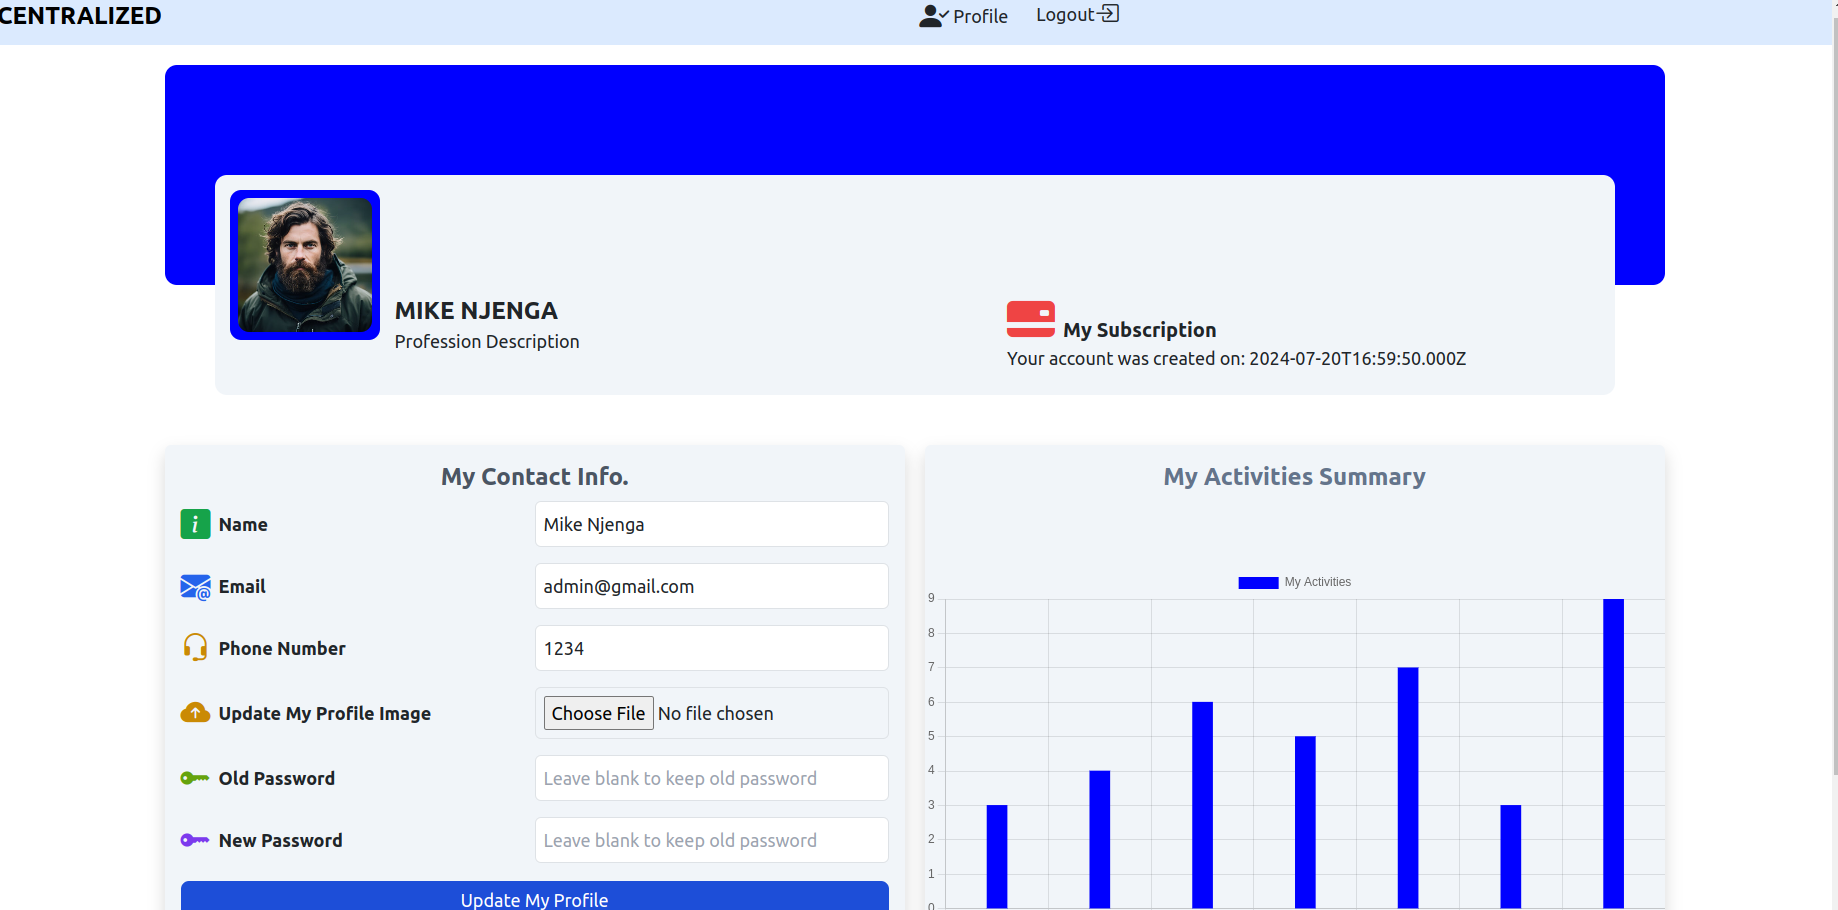 CENTRALIZED
Profile
Logout
MIKE NJENGA
Profession Description
My Subscription
Your account was created on: 2024-07-20T16:59:50.000Z
My Contact Info.
Name
Mike Njenga
Email
admin@gmail.com
Phone Number
1234
Update My Profile Image
Choose File No file chosen
Old Password
Leave blank to keep old password
New Password
Leave blank to keep old password
Update My Profile
My Activities Summary
My Activities
9
8
7
6
5
4
3
2
1
0